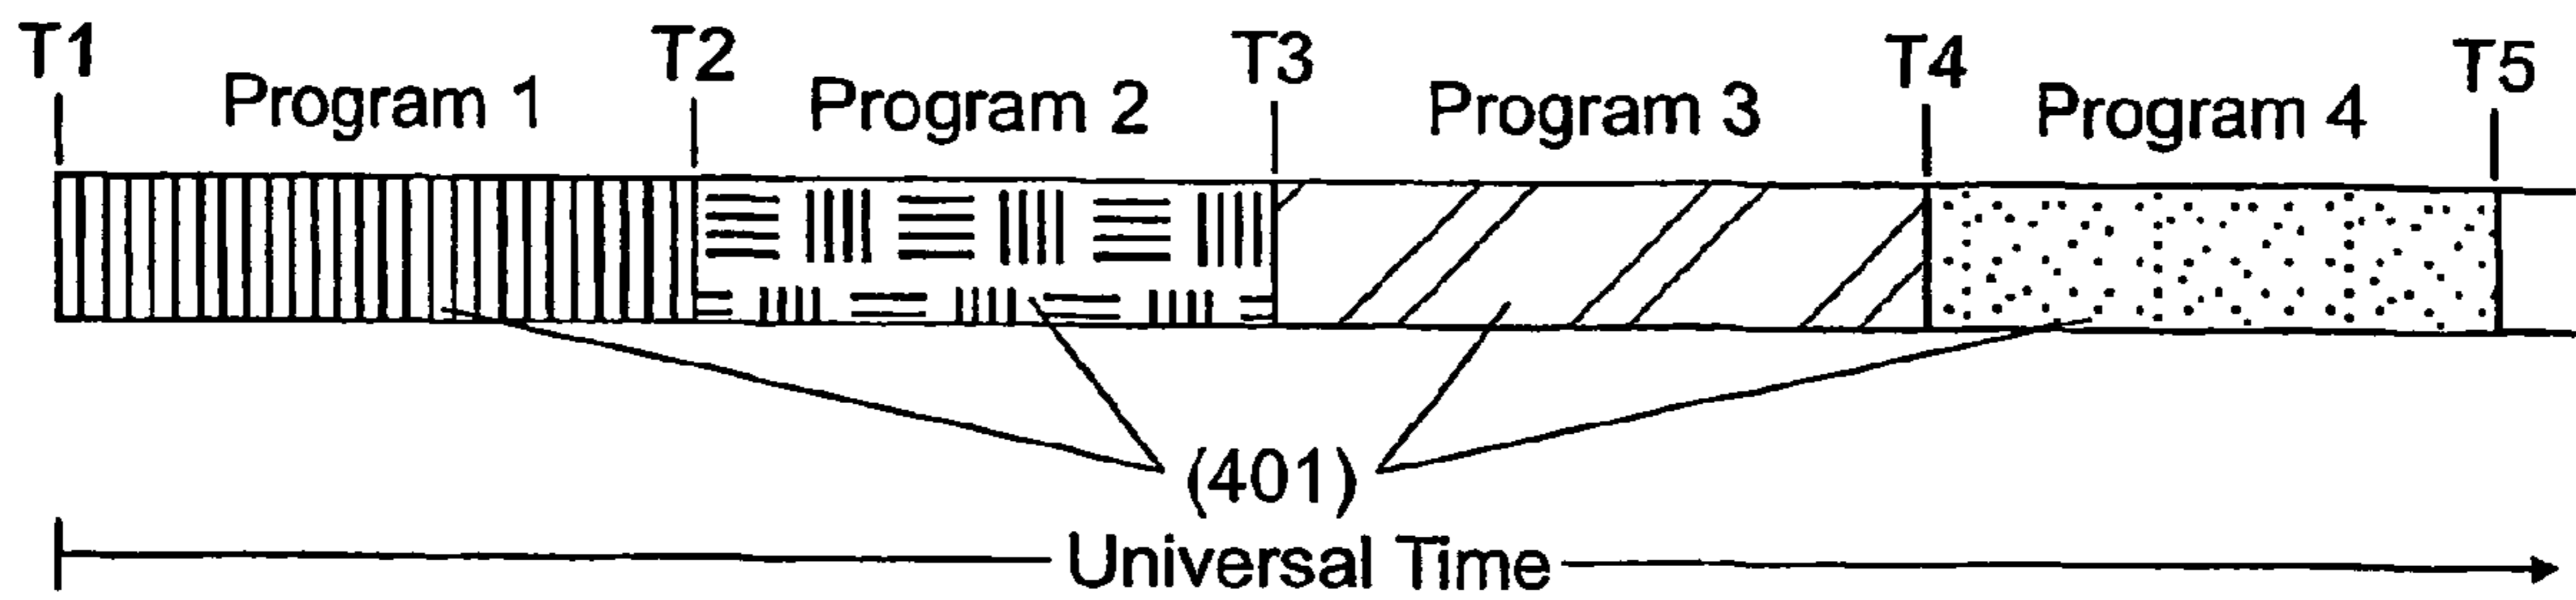 T1 T2 T3 T4 T5
Program 1 Program 2 Program 3 Program 4
(401)
Universal Time